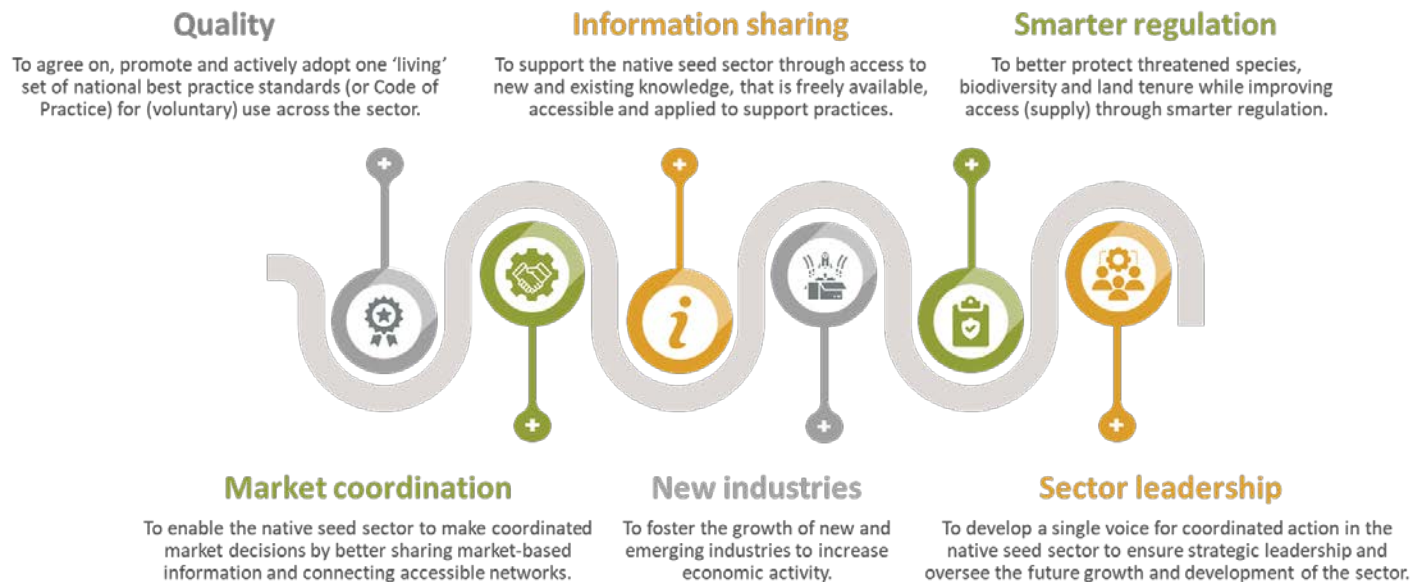 Quality
To agree on, promote and actively adopt one ‘living’
set of national best practice standards (or Code of
Practice) for (voluntary) use across the sector.
Information sharing
To support the native seed sector through access to
new and existing knowledge, that is freely available,
accessible and applied to support practices.
Smarter regulation
To better protect threatened species,
biodiversity and land tenure while improving
access (supply) through smarter regulation.
Market coordination
To enable the native seed sector to make coordinated
market decisions by better sharing market-based
information and connecting accessible networks.
New industries
To foster the growth of new and
emerging industries to increase
economic activity.
Sector leadership
To develop a single voice for coordinated action in the
native seed sector to ensure strategic leadership and
oversee the future growth and development of the sector.